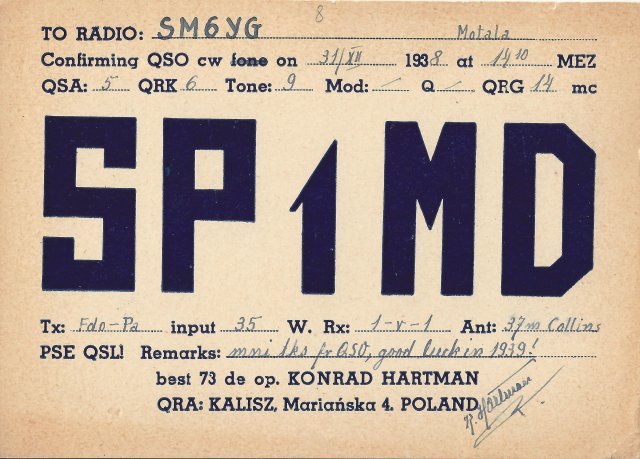 8
TO RADIO: SM6YG Motala
Confirming QSO cw fone on 31/XII 1938 at 14 10 MEZ
QSA: 5 QRK 6 Tone: 9 Mod: / Q / QRG 14 mc
SP1MD
Tx: Fdo-Pa input 35 W. Rx: 1-v-1 Ant: 37m Collins
PSE QSL! Remarks: mni tks fr QSO, good luck in 1939!
best 73 de op. KONRAD HARTMAN
QRA: KALISZ, Mariańska 4. POLAND